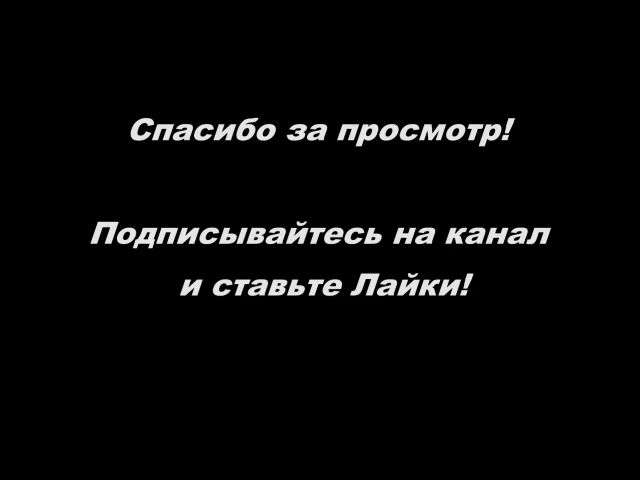 Спасибо за просмотр!
Подписывайтесь на канал
и ставьте Лайки!